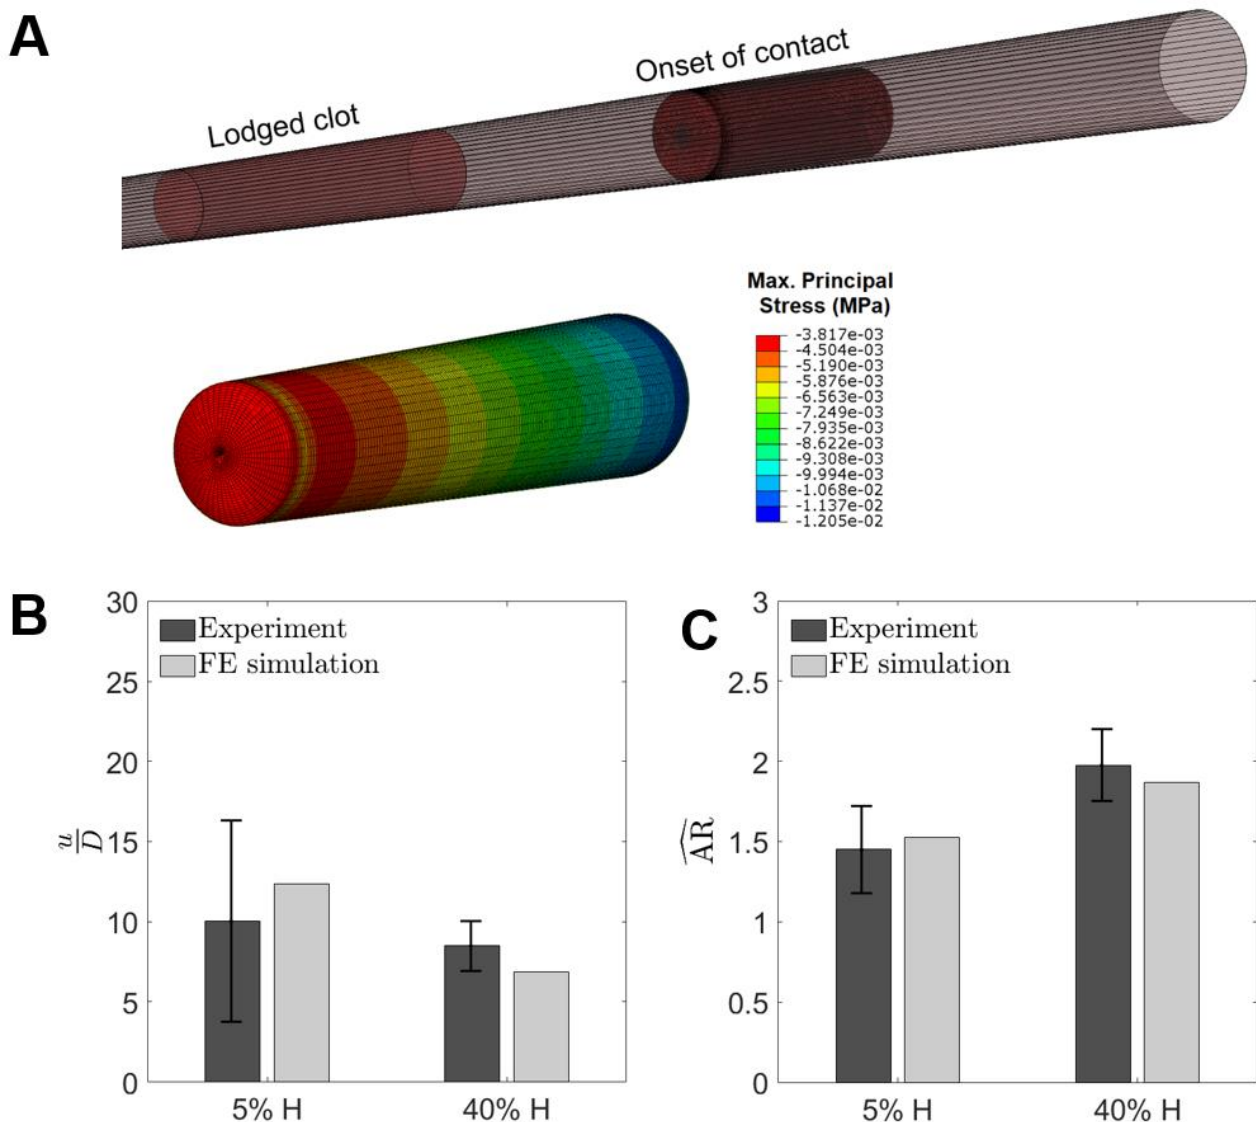 A
Lodged clot
Onset of contact
Max. Principal
Stress (MPa)
-3.817e-03
-4.504e-03
-5.190e-03
-5.876e-03
-6.563e-03
-7.249e-03
-7.935e-03
-8.622e-03
-9.308e-03
-9.994e-03
-1.068e-02
-1.137e-02
-1.205e-02
B
30
25
20
15
10
5
0
u
D
Experiment
FE simulation
5% H
40% H
C
3
2.5
2
1.5
1
0.5
0
A͡R
Experiment
FE simulation
5% H
40% H